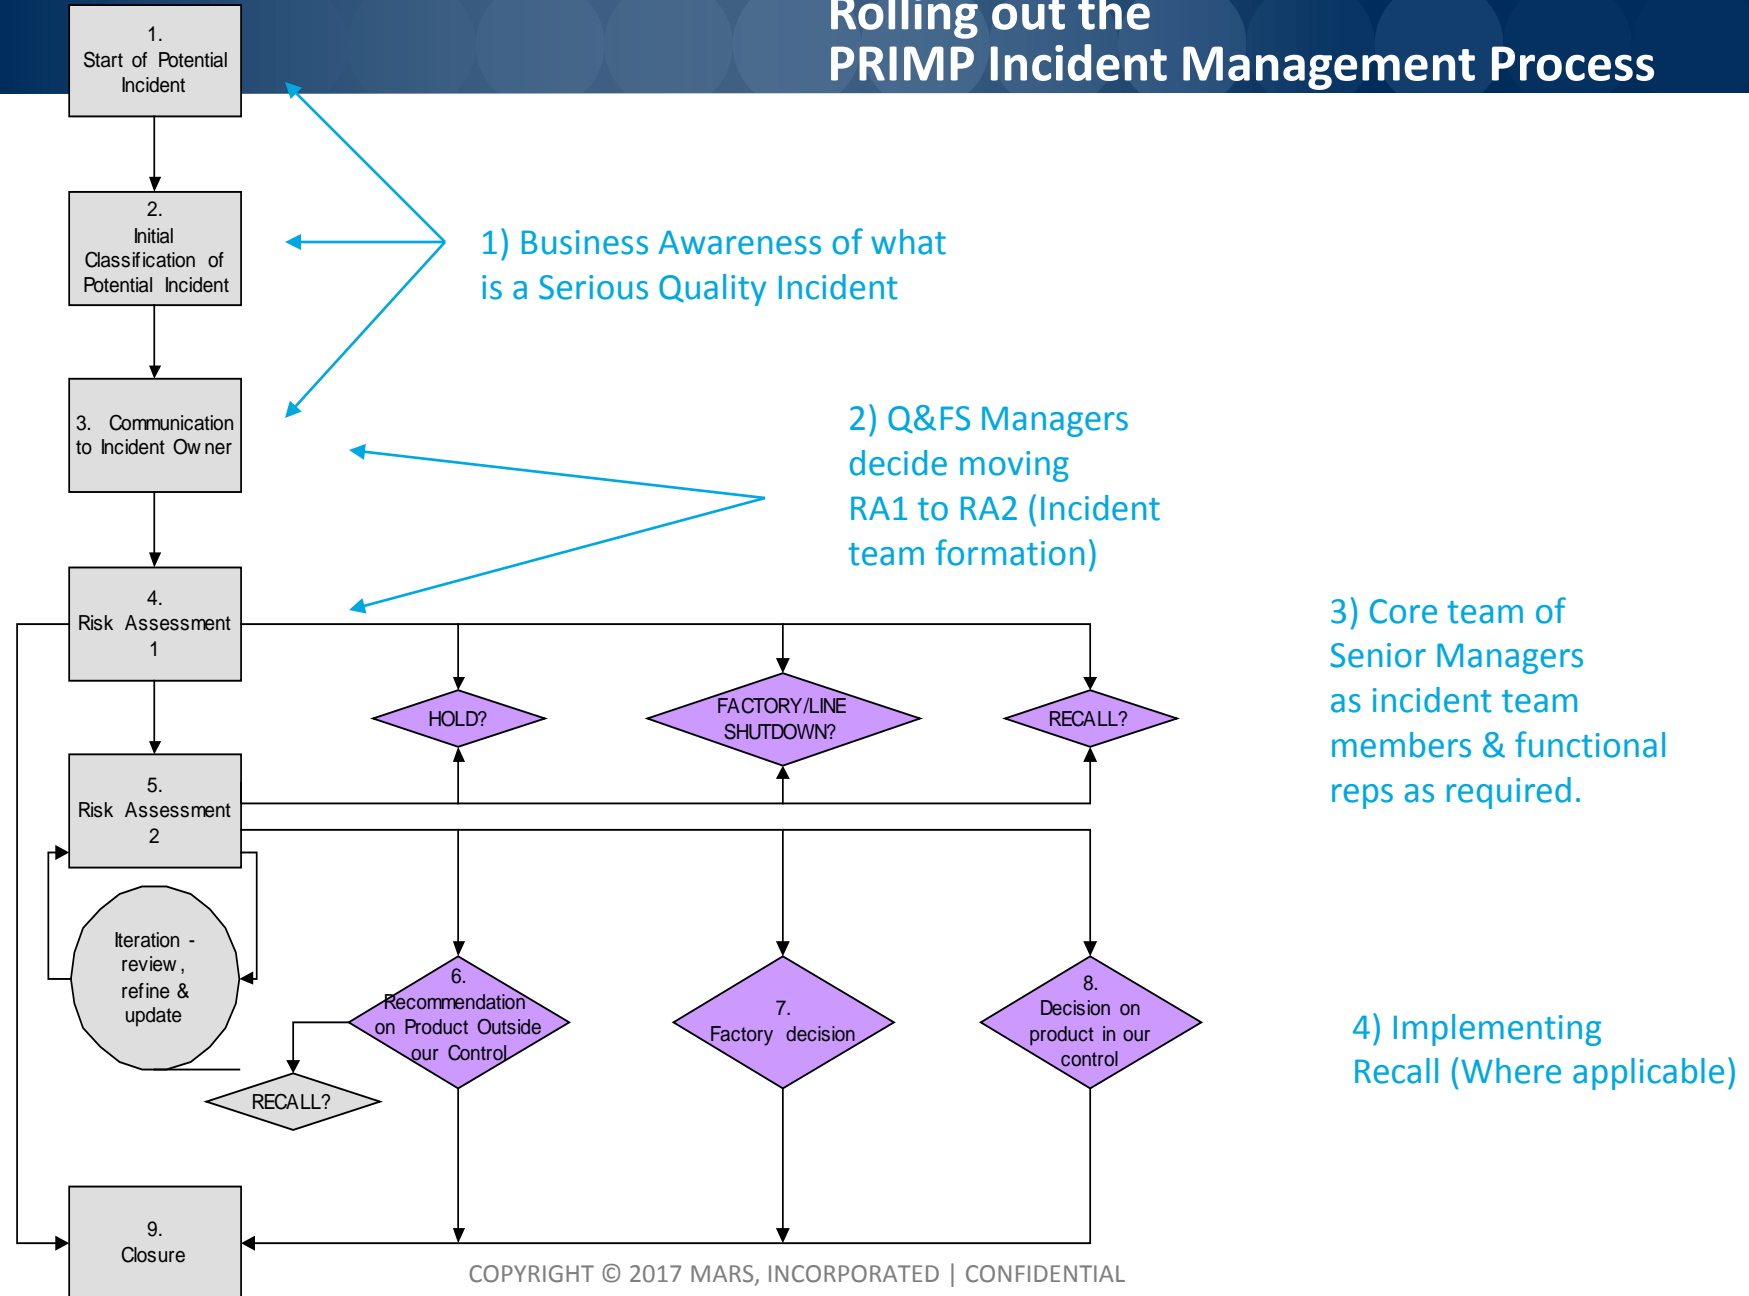 Rolling out the
PRIMP Incident Management Process
1.
Start of Potential
Incident
2.
Initial
Classification of
Potential Incident
1) Business Awareness of what
is a Serious Quality Incident
3. Communication
to Incident Owner
2) Q&FS Managers
decide moving
RA1 to RA2 (Incident
team formation)
4.
Risk Assessment
1
3) Core team of
Senior Managers
as incident team
members & functional
reps as required.
HOLD?
FACTORY/LINE
SHUTDOWN?
RECALL?
5.
Risk Assessment
2
Iteration -
review,
refine &
update
6.
Recommendation
on Product Outside
our Control
7.
Factory decision
8.
Decision on
product in our
control
4) Implementing
Recall (Where applicable)
RECALL?
9.
Closure
COPYRIGHT © 2017 MARS, INCORPORATED | CONFIDENTIAL